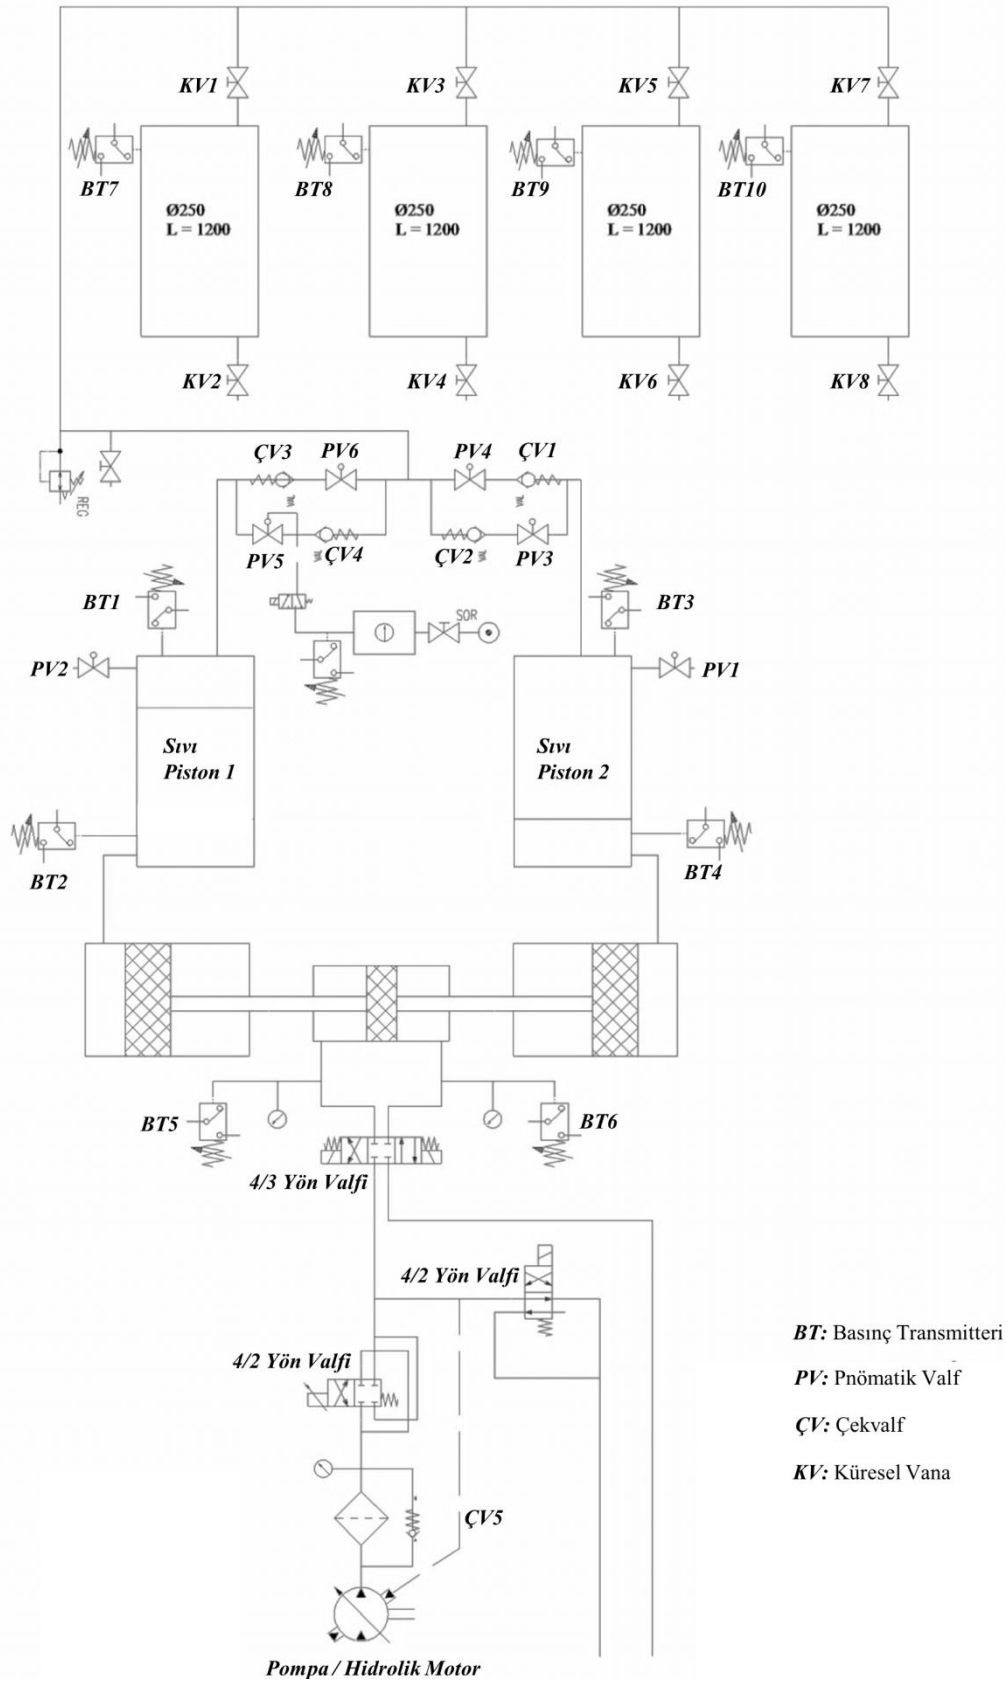 KV1
KV3
KV5
KV7
BT7
BT8
BT9
BT10
Ø250
L = 1200
Ø250
L = 1200
Ø250
L = 1200
Ø250
L = 1200
KV2
KV4
KV6
KV8
ÇV3
PV6
PV4
ÇV1
REG
PV5
ÇV4
ÇV2
PV3
BT1
SOR
BT3
PV2
PV1
Sıvı
Piston 1
Sıvı
Piston 2
BT2
BT4
BT5
BT6
4/3 Yön Valfi
4/2 Yön Valfi
BT: Basınç Transmitteri
4/2 Yön Valfi
PV: Pnömatik Valf
ÇV: Çekvalf
KV: Küresel Vana
ÇV5
Pompa / Hidrolik Motor